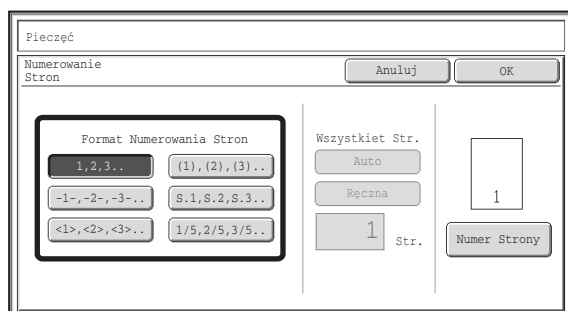 Pieczęć
Numerowanie
Stron
Anuluj
OK
Format Numerowania Stron
1,2,3..
(1),(2),(3)..
-1-,-2-,-3-..
S.1,S.2,S.3..
<1>,<2>,<3>..
1/5,2/5,3/5..
Wszystkiet Str.
Auto
Ręczna
1
Str.
1
Numer Strony